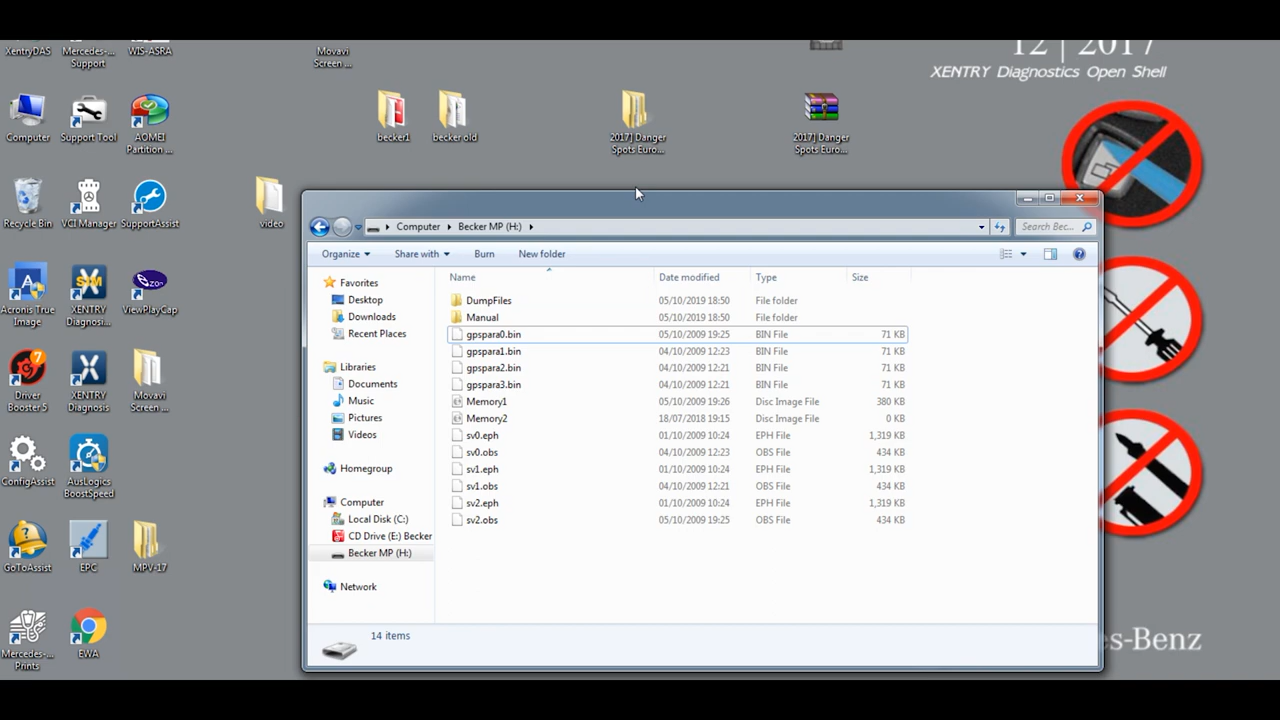 12 | 2017
XENTRY Diagnostics Open Shell
XentryDAS
Mercedes-...
Support
WIS-ASRA
Movavi
Screen ...
Computer
Support Tool
AOMEI
Partition ...
becker1
becker old
2017] Danger
Spots Euro...
2017] Danger
Spots Euro...
Recycle Bin
VCI Manager
SupportAssist
video
Acronis True
Image
XENTRY
Diagnosi...
ViewPlayCap
Driver
Booster 5
XENTRY
Diagnosis
Movavi
Screen ...
ConfigAssist
AusLogics
BoostSpeed
GoToAssist
EPC
MPV-17
Mercedes-...
Prints
EWA
Computer
Becker MP (H:)
Search Bec...
Organize
Share with
Burn
New folder
Favorites
Desktop
Downloads
Recent Places
Libraries
Documents
Music
Pictures
Videos
Homegroup
Computer
Local Disk (C:)
CD Drive (E:) Becker
Becker MP (H:)
Network
Name Date modified Type Size
DumpFiles 05/10/2019 18:50 File folder
Manual 05/10/2019 18:50 File folder
gpspara0.bin 05/10/2009 19:25 BIN File 71 KB
gpspara1.bin 04/10/2009 12:23 BIN File 71 KB
gpspara2.bin 04/10/2009 12:21 BIN File 71 KB
gpspara3.bin 04/10/2009 12:21 BIN File 71 KB
Memory1 05/10/2009 19:26 Disc Image File 380 KB
Memory2 18/07/2018 19:15 Disc Image File 0 KB
sv0.eph 01/10/2009 10:24 EPH File 1,319 KB
sv0.obs 04/10/2009 12:23 OBS File 434 KB
sv1.eph 01/10/2009 10:24 EPH File 1,319 KB
sv1.obs 04/10/2009 12:21 OBS File 434 KB
sv2.eph 01/10/2009 10:24 EPH File 1,319 KB
sv2.obs 05/10/2009 19:25 OBS File 434 KB
14 items
es-Benz